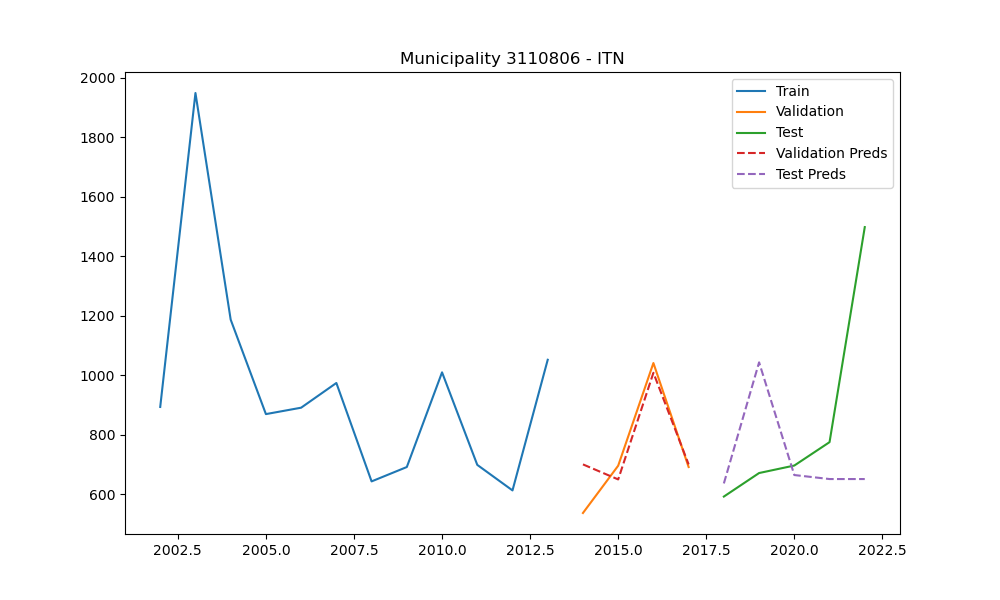 Municipality 3110806 - ITN
2000
1800
1600
1400
1200
1000
800
600
Train
Validation
Test
Validation Preds
Test Preds
2002.5 2005.0 2007.5 2010.0 2012.5 2015.0 2017.5 2020.0 2022.5